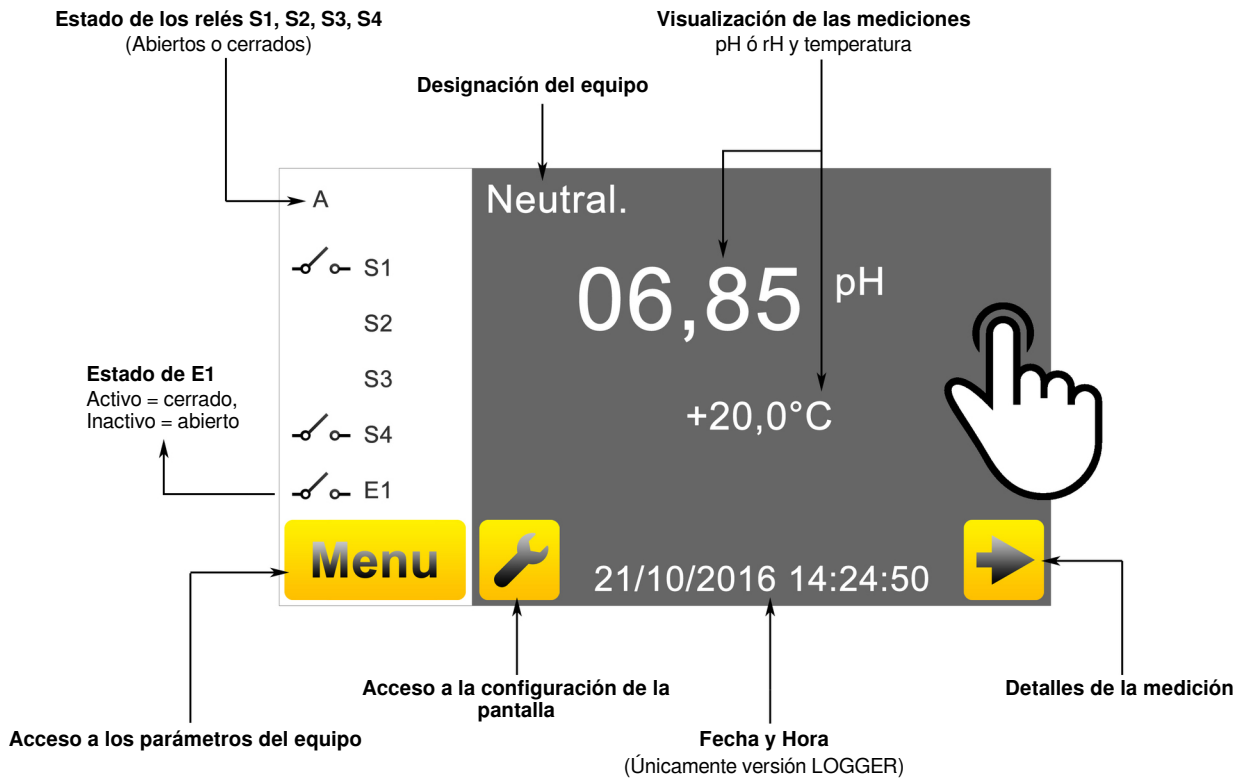 Estado de los relés S1, S2, S3, S4
(Abiertos o cerrados)
Visualización de las mediciones
pH ó rH y temperatura
Designación del equipo
A
S1
S2
S3
S4
E1
Menu
Neutral.
06,85 pH
+20,0°C
21/10/2016 14:24:50
Estado de E1
Activo = cerrado,
Inactivo = abierto
Acceso a la configuración de la
pantalla
Detalles de la medición
Acceso a los parámetros del equipo
Fecha y Hora
(Únicamente versión LOGGER)